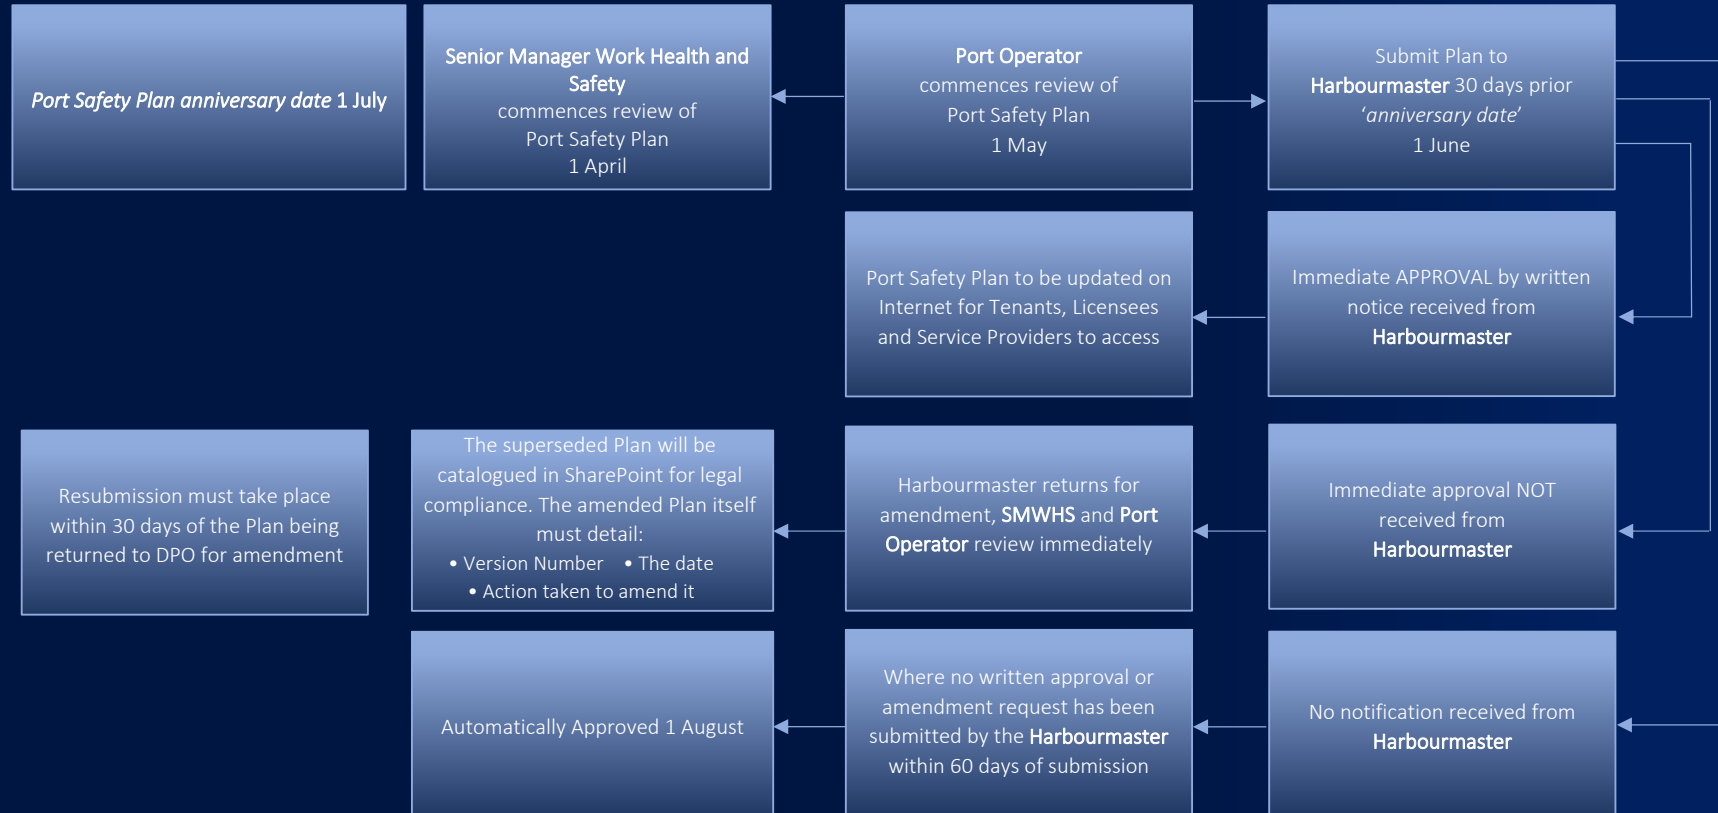 Port Safety Plan anniversary date 1 July
Senior Manager Work Health and
Safety
commences review of
Port Safety Plan
1 April
Port Operator
commences review of
Port Safety Plan
1 May
Submit Plan to
Harbourmaster 30 days prior
‘anniversary date’
1 June
Port Safety Plan to be updated on
Internet for Tenants, Licensees
and Service Providers to access
Immediate APPROVAL by written
notice received from
Harbourmaster
Resubmission must take place
within 30 days of the Plan being
returned to DPO for amendment
The superseded Plan will be
catalogued in SharePoint for legal
compliance. The amended Plan itself
must detail:
• Version Number • The date
• Action taken to amend it
Harbourmaster returns for
amendment, SMWHS and Port
Operator review immediately
Immediate approval NOT
received from
Harbourmaster
Automatically Approved 1 August
Where no written approval or
amendment request has been
submitted by the Harbourmaster
within 60 days of submission
No notification received from
Harbourmaster